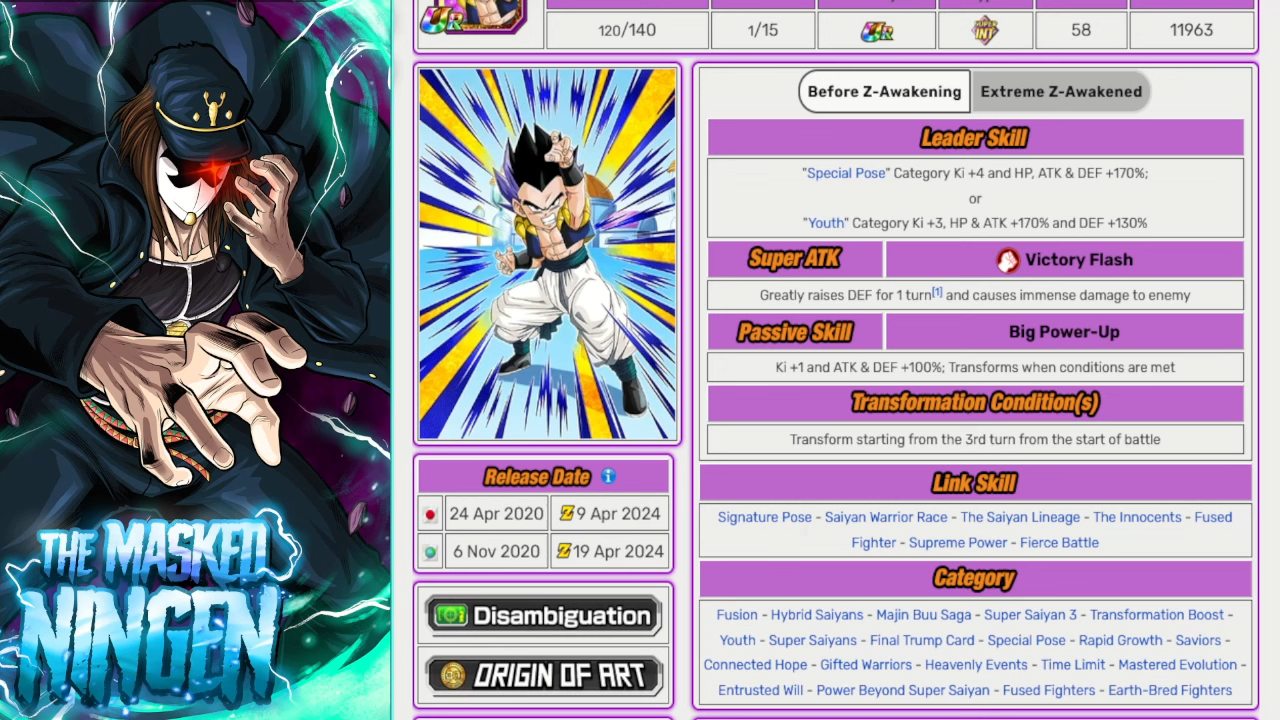 THE MASKED
NINGEN
UR
120/140
1/15
UR
SUPER INT
58
11963
Before Z-Awakening
Extreme Z-Awakened
Leader Skill
"Special Pose" Category Ki +4 and HP, ATK & DEF +170%;
or
"Youth" Category Ki +3, HP & ATK +170% and DEF +130%
Super ATK
Victory Flash
Greatly raises DEF for 1 turn[1] and causes immense damage to enemy
Passive Skill
Big Power-Up
Ki +1 and ATK & DEF +100%; Transforms when conditions are met
Transformation Condition(s)
Transform starting from the 3rd turn from the start of battle
Link Skill
Signature Pose - Saiyan Warrior Race - The Saiyan Lineage - The Innocents - Fused
Fighter - Supreme Power - Fierce Battle
Category
Fusion - Hybrid Saiyans - Majin Buu Saga - Super Saiyan 3 - Transformation Boost -
Youth - Super Saiyans - Final Trump Card - Special Pose - Rapid Growth - Saviors -
Connected Hope - Gifted Warriors - Heavenly Events - Time Limit - Mastered Evolution -
Entrusted Will - Power Beyond Super Saiyan - Fused Fighters - Earth-Bred Fighters
Release Date
24 Apr 2020
Z 9 Apr 2024
6 Nov 2020
Z 19 Apr 2024
Disambiguation
ORIGIN OF ART